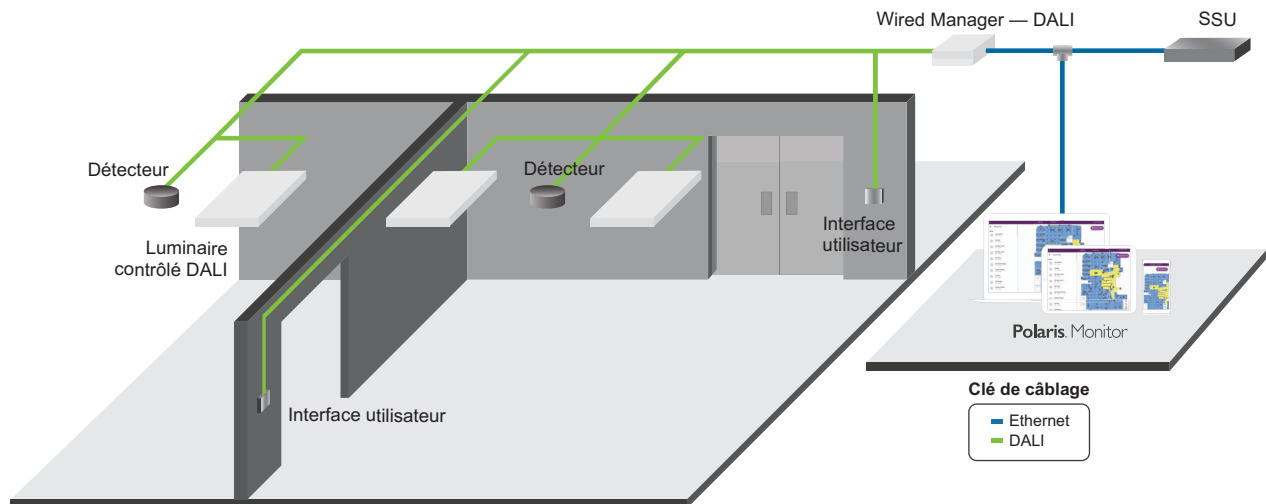 Wired Manager — DALI
SSU
Détecteur
Détecteur
Luminaire
contrôlé DALI
Interface
utilisateur
Interface utilisateur
Polaris. Monitor
Clé de câblage
Ethernet
DALI